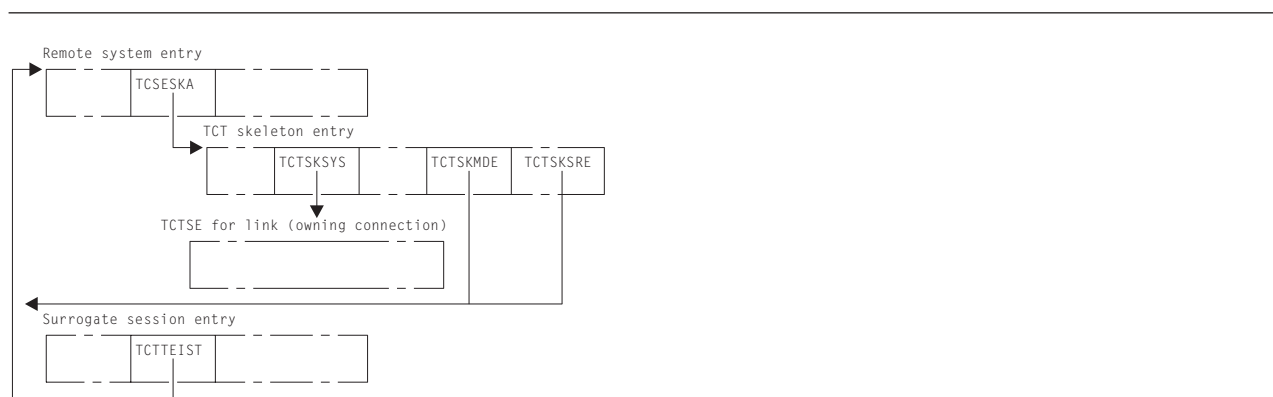 Remote system entry
TCSESKA
TCT skeleton entry
TCTSKSYS TCTSKMDE TCTSKSRE
TCTSE for link (owning connection)
Surrogate session entry
TCTTEIST